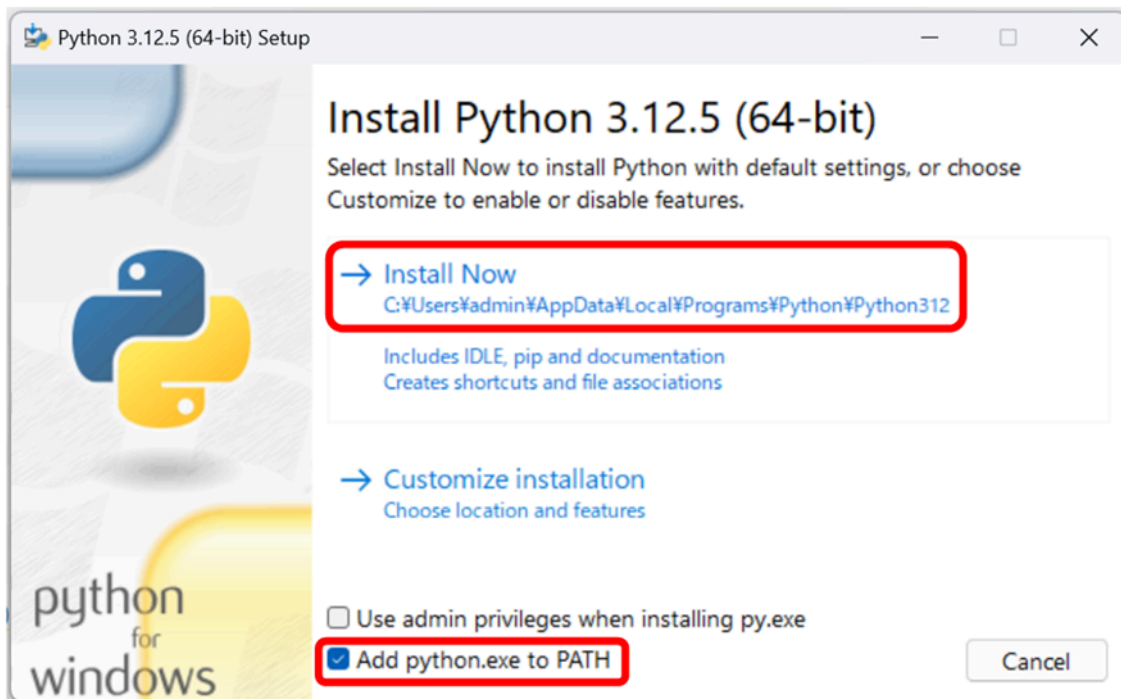 Python 3.12.5 (64-bit) Setup
Install Python 3.12.5 (64-bit)
Select Install Now to install Python with default settings, or choose
Customize to enable or disable features.
Install Now
C:¥Users¥admin¥AppData¥Local¥Programs¥Python¥Python312
Includes IDLE, pip and documentation
Creates shortcuts and file associations
Customize installation
Choose location and features
Use admin privileges when installing py.exe
Add python.exe to PATH
Cancel
python
for
windows